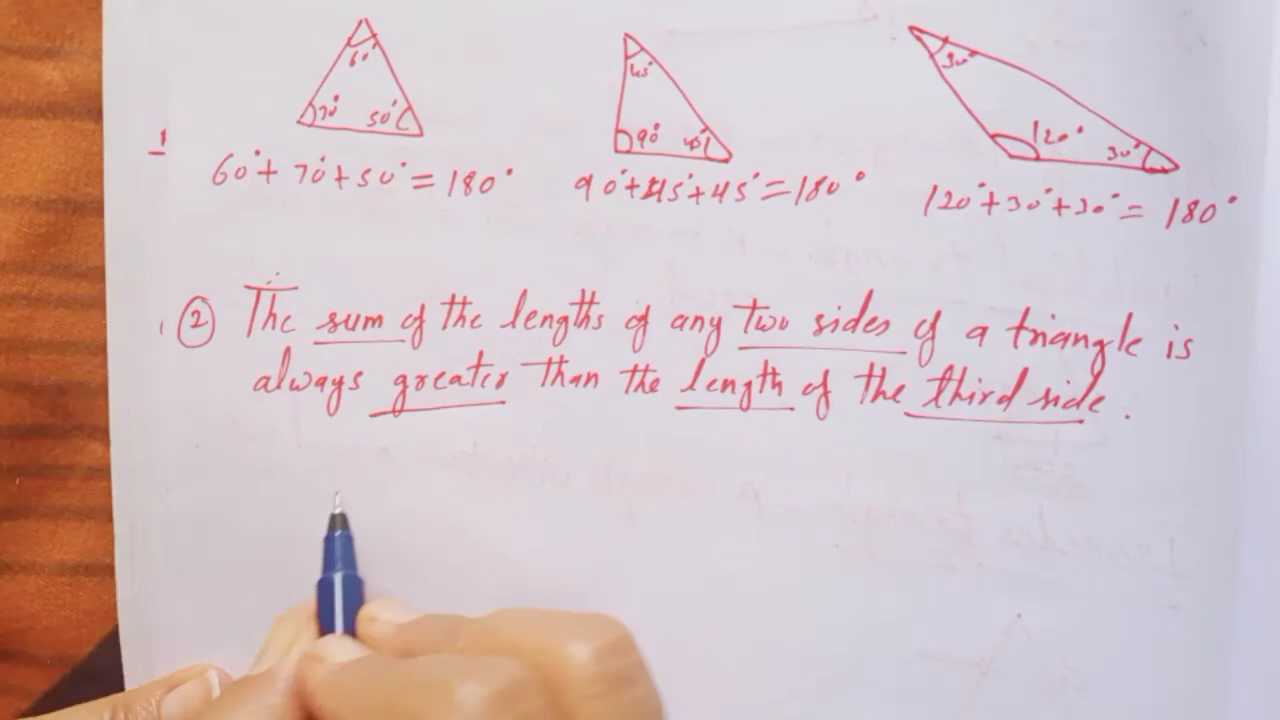 60° 70° 50°
45° 90° 45°
30° 120° 30°
1
60°+70°+50°=180° 90°+45°+45°=180° 120°+30°+30°=180°
② The sum of the lengths of any two sides of a triangle is
always greater than the length of the third side.